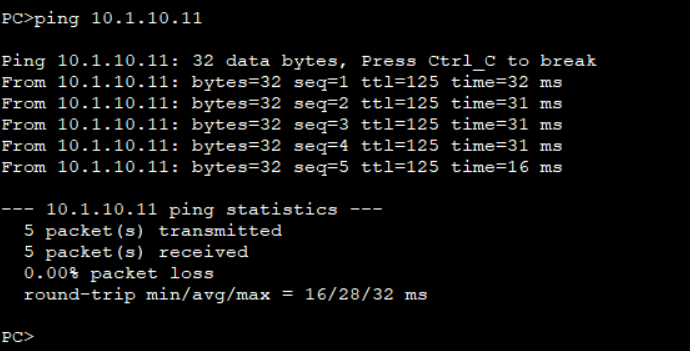 PC>ping 10.1.10.11
Ping 10.1.10.11: 32 data bytes, Press Ctrl_C to break
From 10.1.10.11: bytes=32 seq=1 ttl=125 time=32 ms
From 10.1.10.11: bytes=32 seq=2 ttl=125 time=31 ms
From 10.1.10.11: bytes=32 seq=3 ttl=125 time=31 ms
From 10.1.10.11: bytes=32 seq=4 ttl=125 time=31 ms
From 10.1.10.11: bytes=32 seq=5 ttl=125 time=16 ms
--- 10.1.10.11 ping statistics ---
5 packet(s) transmitted
5 packet(s) received
0.00% packet loss
round-trip min/avg/max = 16/28/32 ms
PC>